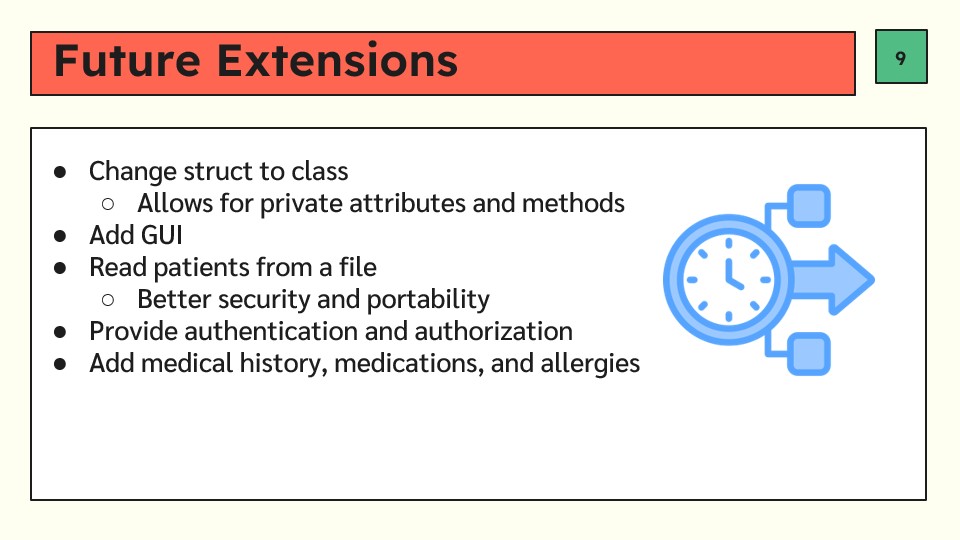 Future Extensions
9
● Change struct to class
○ Allows for private attributes and methods
● Add GUI
● Read patients from a file
○ Better security and portability
● Provide authentication and authorization
● Add medical history, medications, and allergies